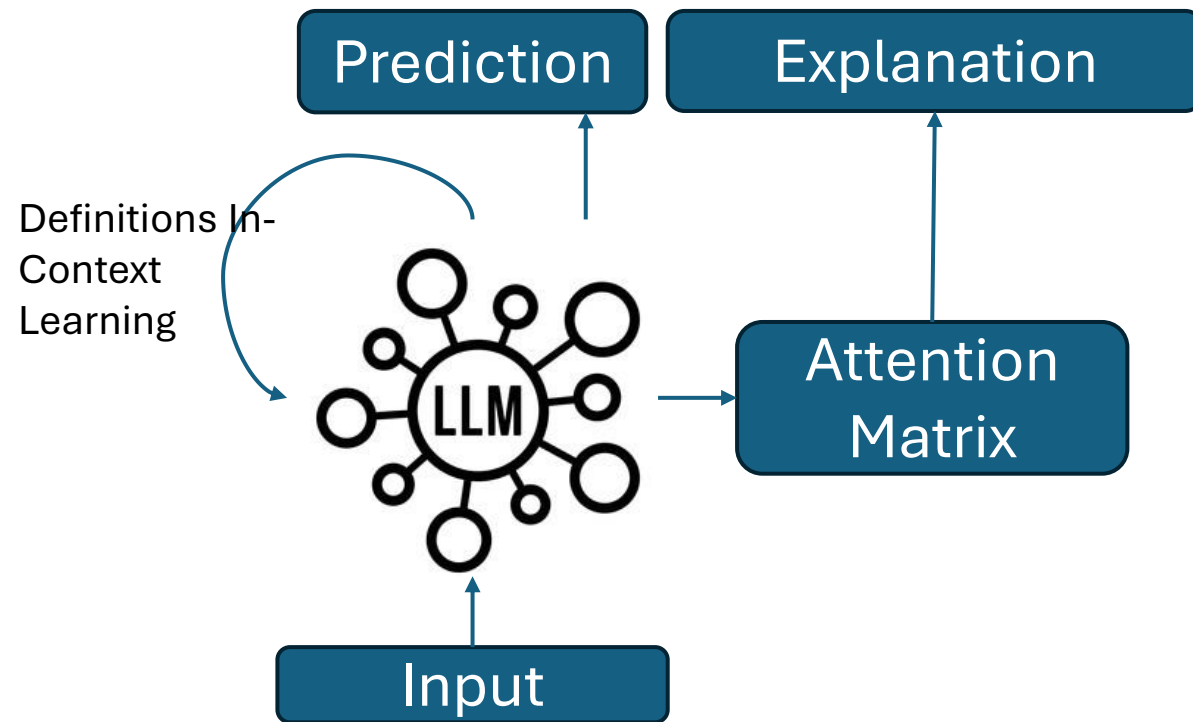 Prediction
Explanation
Definitions In-
Context
Learning
LLM
Attention
Matrix
Input